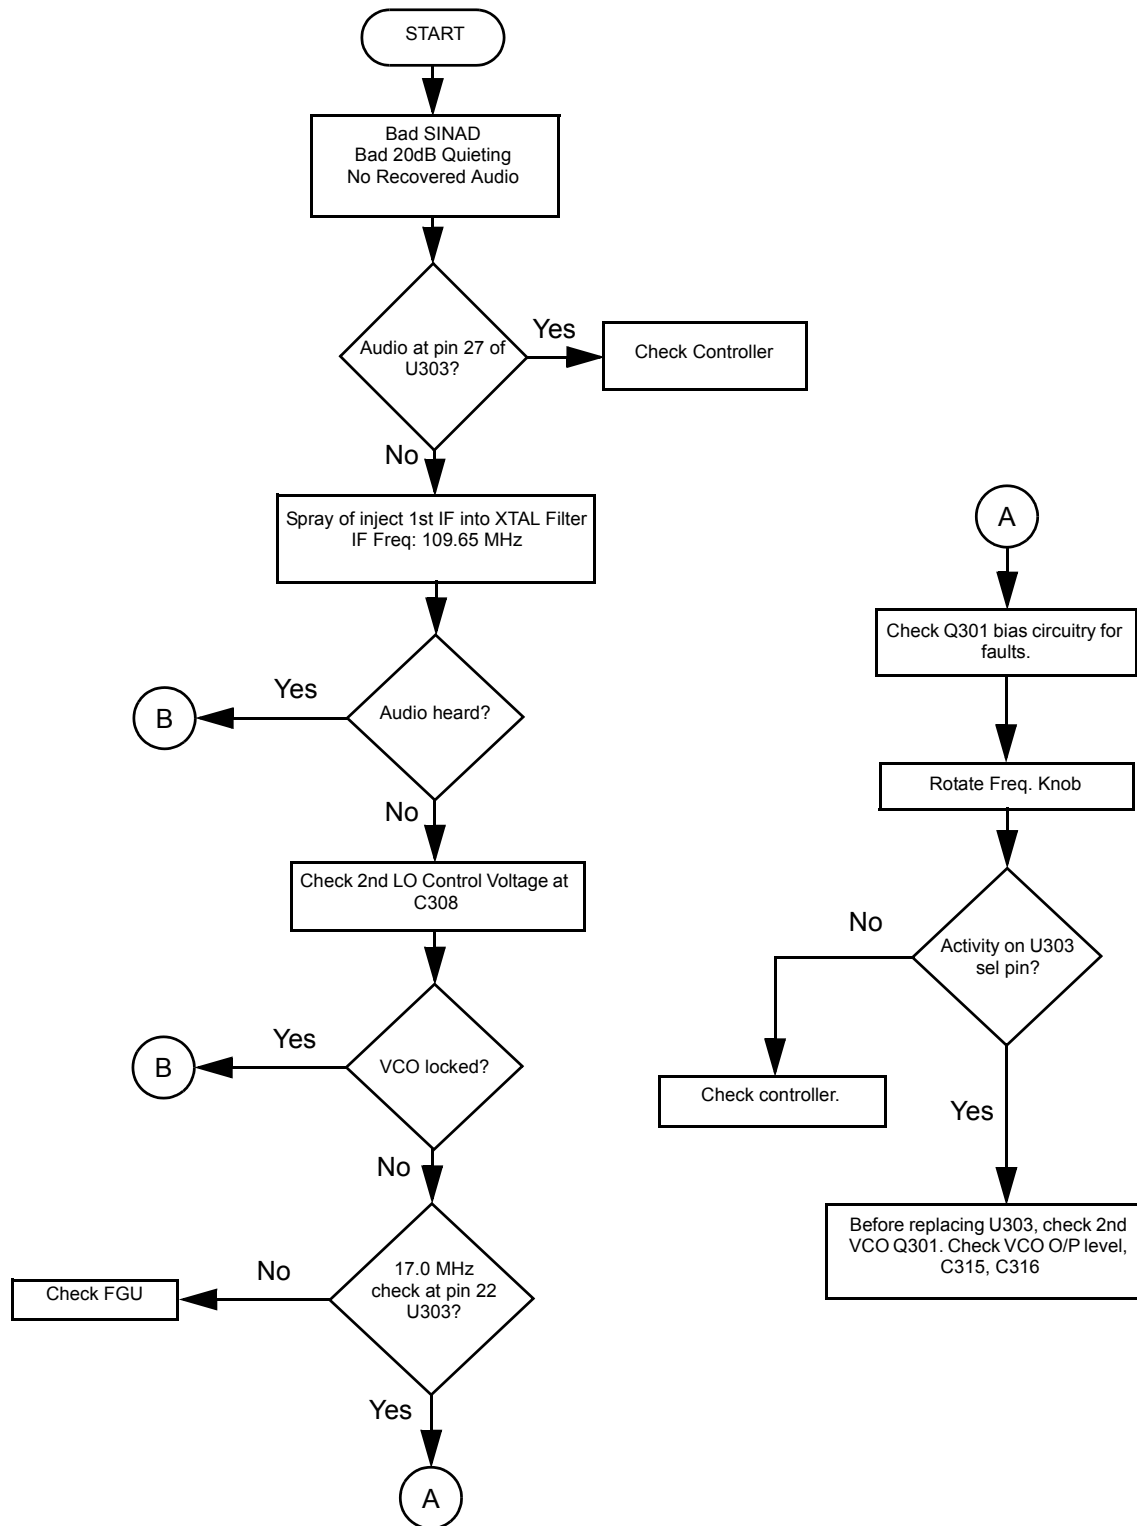 START
Bad SINAD
Bad 20dB Quieting
No Recovered Audio
Audio at pin 27 of
U303?
Yes
Check Controller
No
Spray of inject 1st IF into XTAL Filter
IF Freq: 109.65 MHz
Audio heard?
Yes
B
No
Check 2nd LO Control Voltage at
C308
VCO locked?
Yes
B
No
17.0 MHz
check at pin 22
U303?
No
Check FGU
Yes
A
A
Check Q301 bias circuitry for
faults.
Rotate Freq. Knob
Activity on U303
sel pin?
No
Check controller.
Yes
Before replacing U303, check 2nd
VCO Q301. Check VCO O/P level,
C315, C316